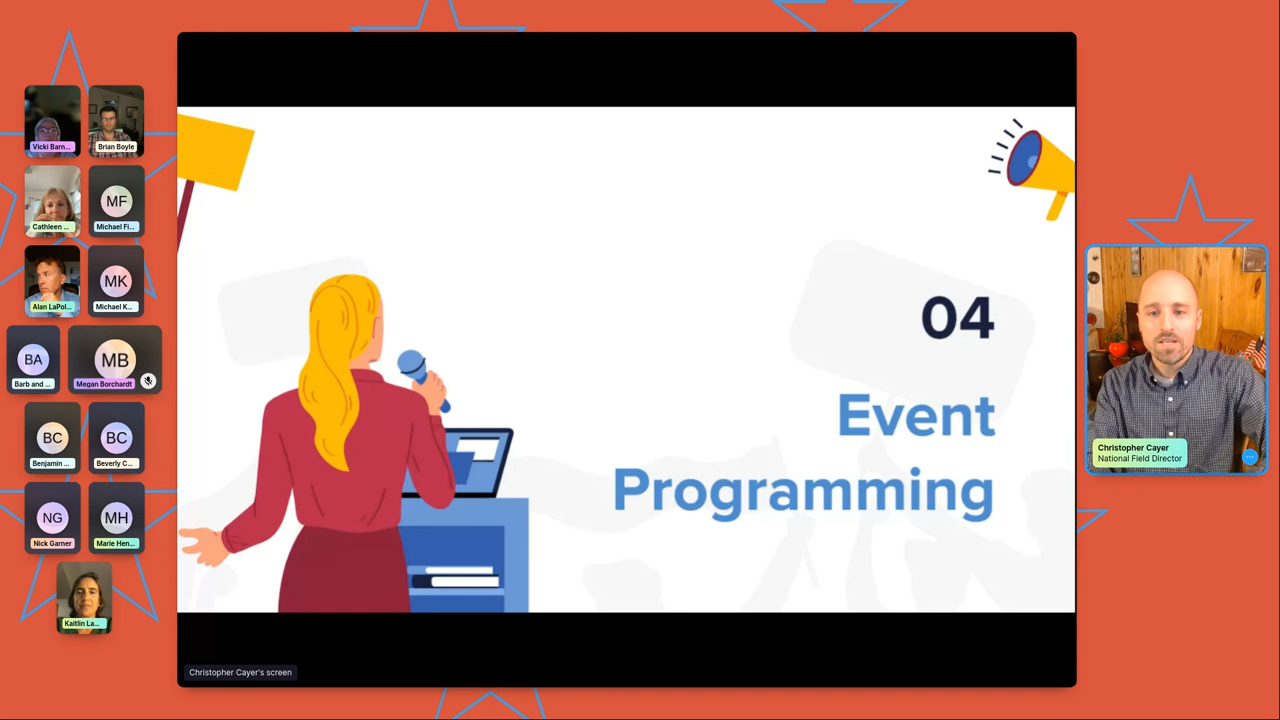 Vicki Barn...
Brian Boyle
Cathleen ...
MF
Michael Fi...
Alan LaPol...
MK
Michael K...
BA
Barb and ...
MB
Megan Borchardt
BC
Benjamin ...
BC
Beverly C...
NG
Nick Garner
MH
Marie Hen...
Kaitlin La...
04
Event
Programming
Christopher Cayer's screen
Christopher Cayer
National Field Director